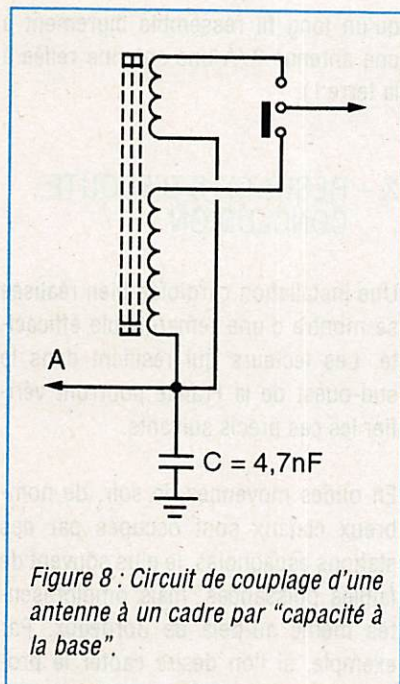 A
C = 4,7nF
Figure 8 : Circuit de couplage d'une
antenne à un cadre par "capacité à
la base".